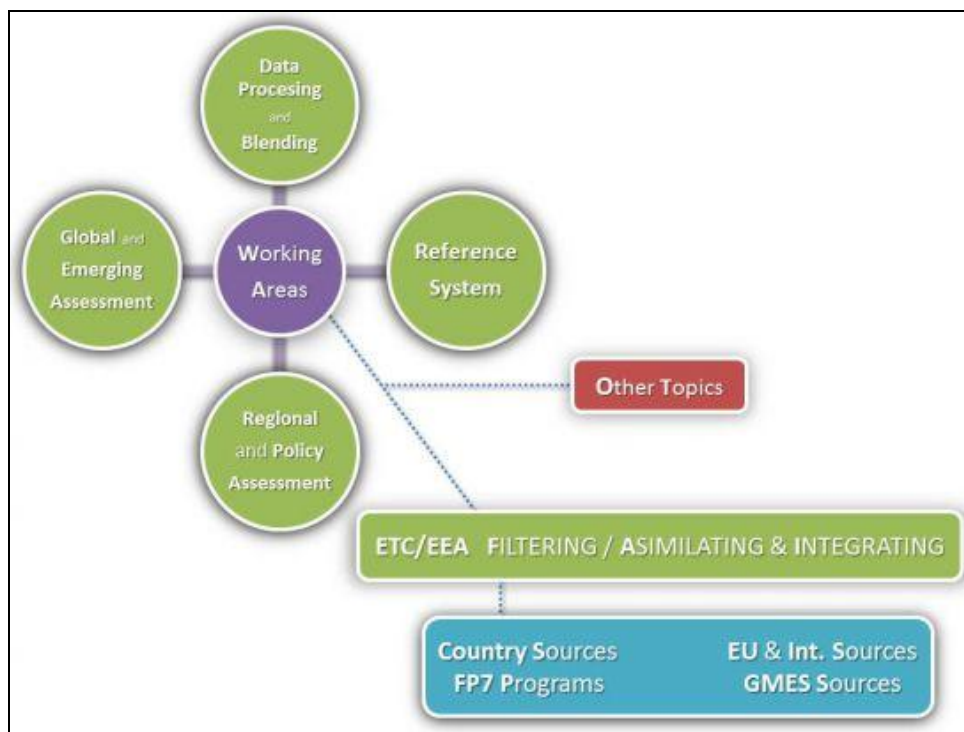 Data
Procesing
and
Blending
Global and
Emerging
Assessment
Working
Areas
Reference
System
Regional
and Policy
Assessment
Other Topics
ETC/EEA FILTERING / ASIMILATING & INTEGRATING
Country Sources EU & Int. Sources
FP7 Programs GMES Sources